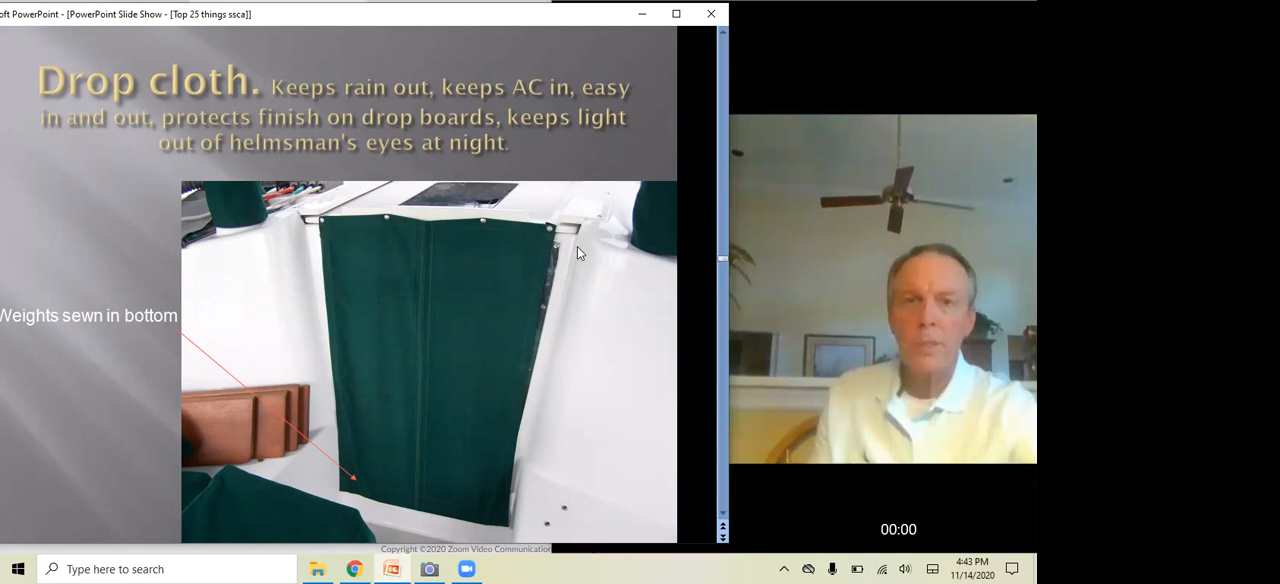 oft PowerPoint - [PowerPoint Slide Show - [Top 25 things ssca]]
Drop cloth. Keeps rain out, keeps AC in, easy
in and out, protects finish on drop boards, keeps light
out of helmsman's eyes at night.
Weights sewn in bottom
00:00
Copyright ©2020 Zoom Video Communication
Type here to search
4:43 PM
11/14/2020